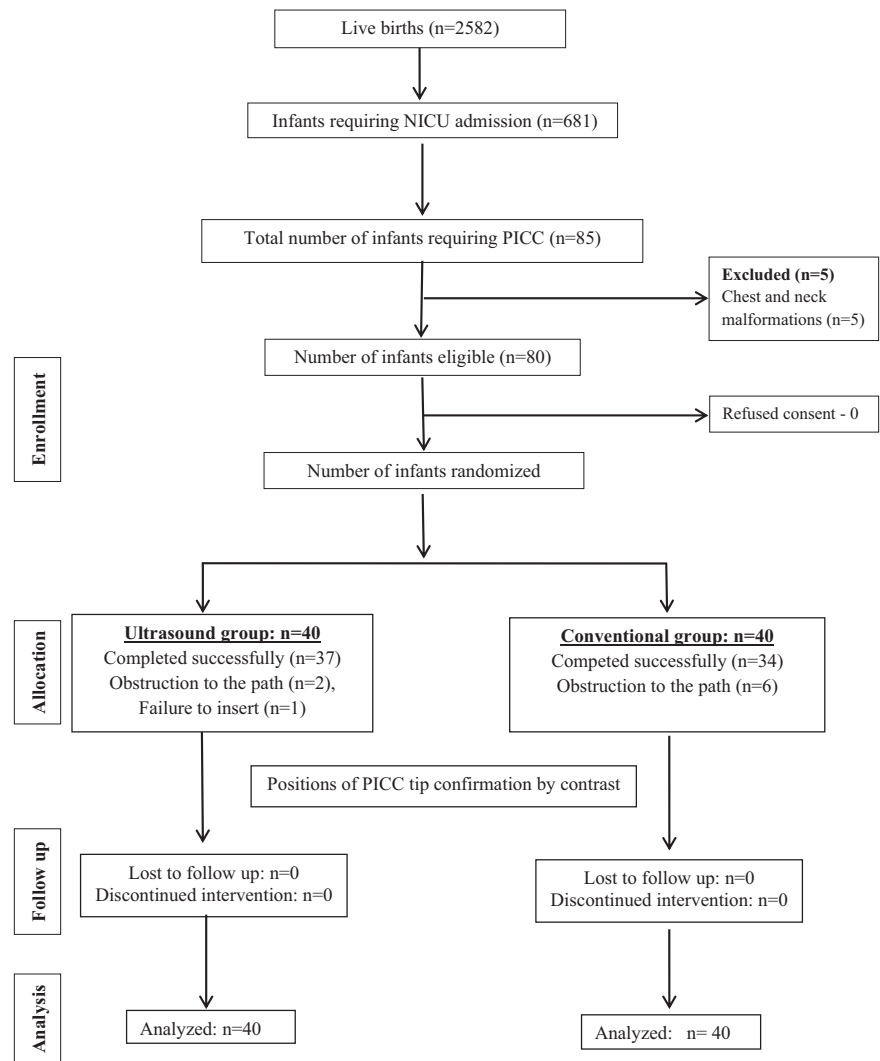 Live births (n=2582)
Infants requiring NICU admission (n=681)
Total number of infants requiring PICC (n=85)
Excluded (n=5)
Chest and neck
malformations (n=5)
Enrollment
Number of infants eligible (n=80)
Refused consent - 0
Number of infants randomized
Allocation
Ultrasound group: n=40
Completed successfully (n=37)
Obstruction to the path (n=2),
Failure to insert (n=1)
Conventional group: n=40
Competed successfully (n=34)
Obstruction to the path (n=6)
Positions of PICC tip confirmation by contrast
Follow up
Lost to follow up: n=0
Discontinued intervention: n=0
Lost to follow up: n=0
Discontinued intervention: n=0
Analysis
Analyzed: n=40
Analyzed: n= 40